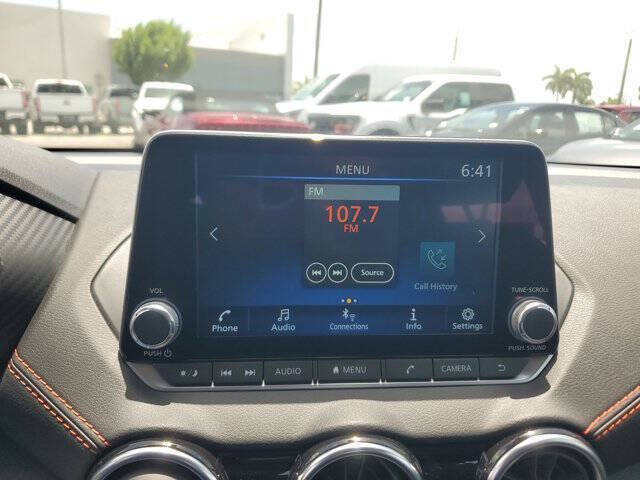 MENU 6:41
FM
107.7
FM
Source
Call History
Phone Audio Connections Info Settings
VOL
PUSH
TUNE·SCROLL
PUSH SOUND
AUDIO MENU CAMERA